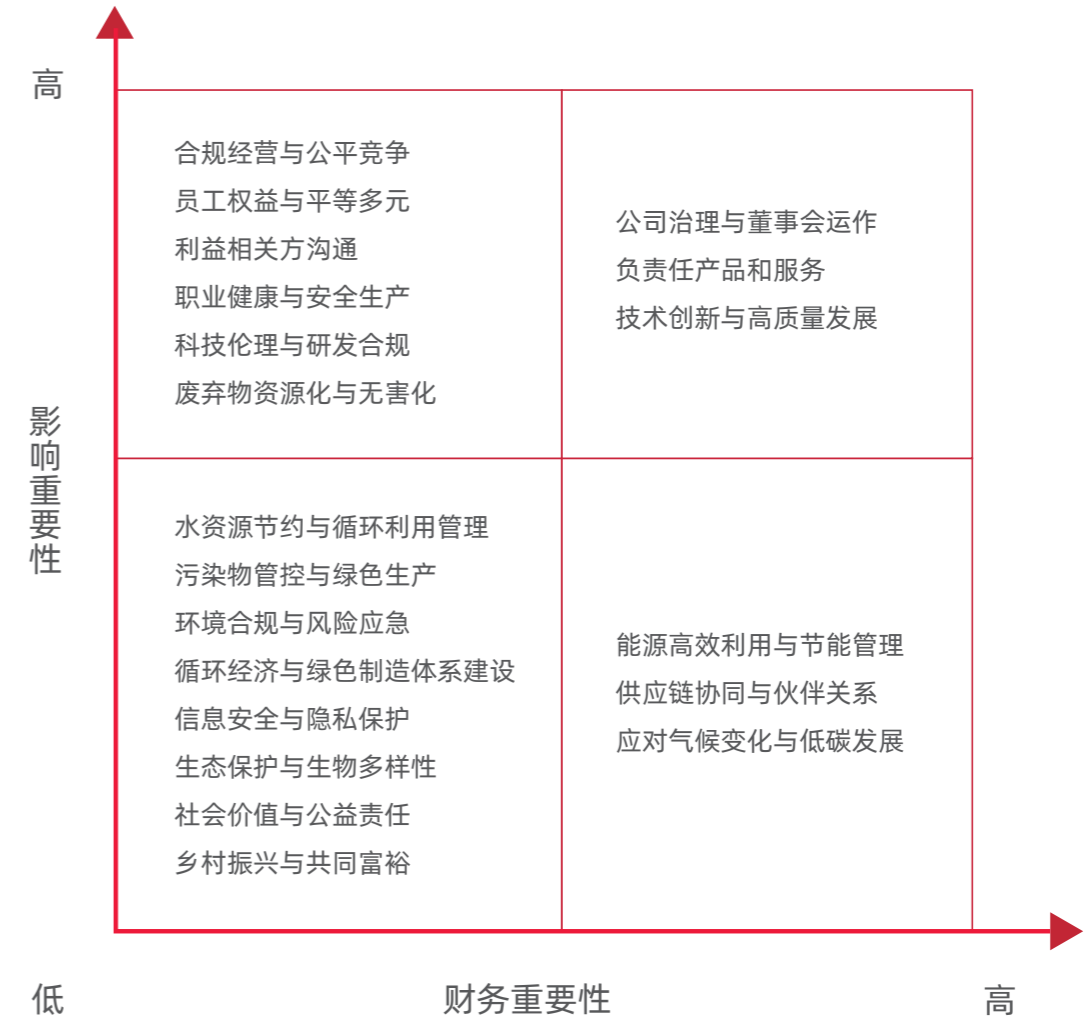 高
合规经营与公平竞争
员工权益与平等多元
利益相关方沟通
职业健康与安全生产
科技伦理与研发合规
废弃物资源化与无害化
公司治理与董事会运作
负责任产品和服务
技术创新与高质量发展
影响重要性
水资源节约与循环利用管理
污染物管控与绿色生产
环境合规与风险应急
循环经济与绿色制造体系建设
信息安全与隐私保护
生态保护与生物多样性
社会价值与公益责任
乡村振兴与共同富裕
能源高效利用与节能管理
供应链协同与伙伴关系
应对气候变化与低碳发展
低
财务重要性
高